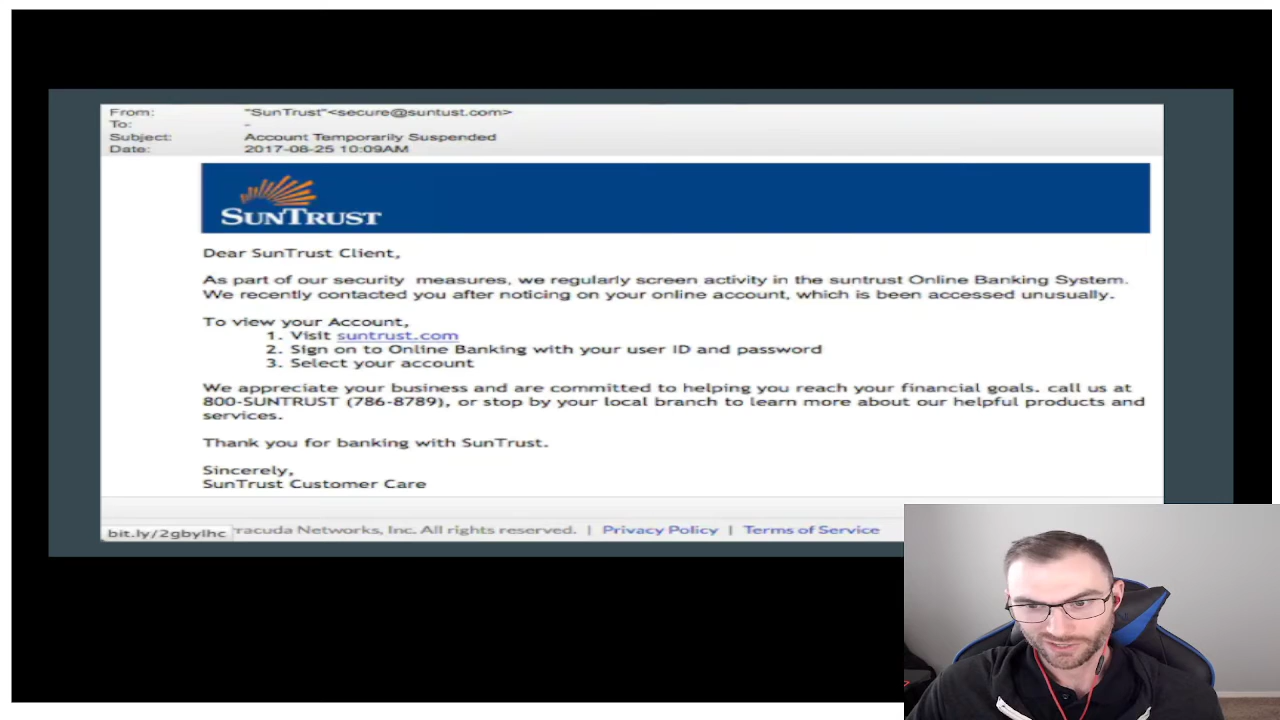 From: "SunTrust"<secure@suntust.com>
To: -
Subject: Account Temporarily Suspended
Date: 2017-08-25 10:09AM
SUNTRUST
Dear SunTrust Client,
As part of our security measures, we regularly screen activity in the suntrust Online Banking System.
We recently contacted you after noticing on your online account, which is been accessed unusually.
To view your Account,
1. Visit suntrust.com
2. Sign on to Online Banking with your user ID and password
3. Select your account
We appreciate your business and are committed to helping you reach your financial goals. call us at
800-SUNTRUST (786-8789), or stop by your local branch to learn more about our helpful products and
services.
Thank you for banking with SunTrust.
Sincerely,
SunTrust Customer Care
bit.ly/2gbylhc racuda Networks, Inc. All rights reserved. | Privacy Policy | Terms of Service